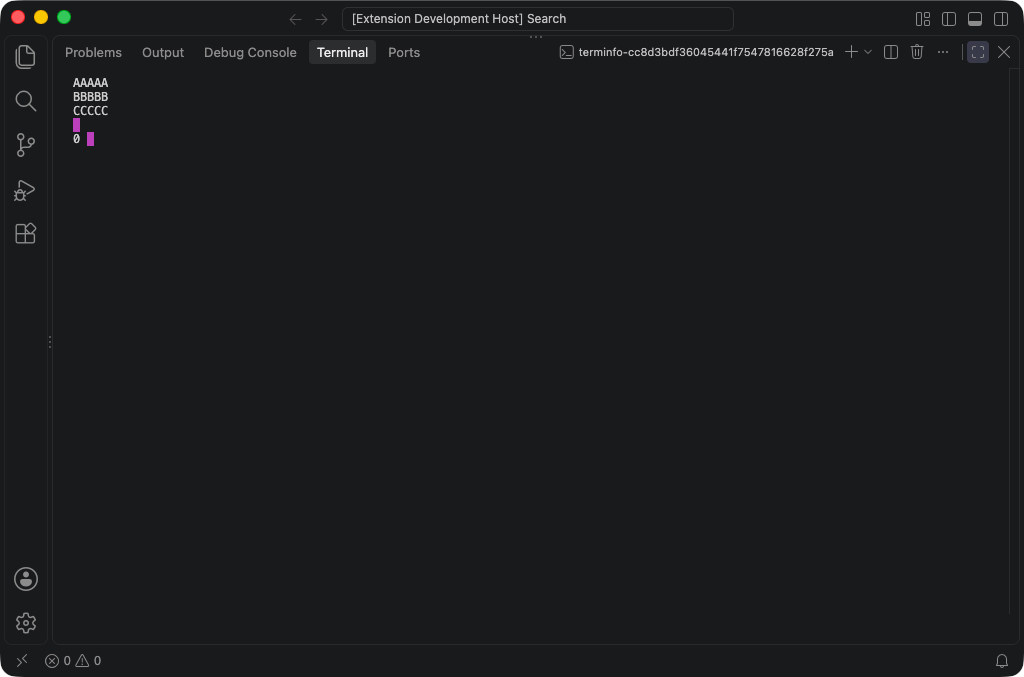 [Extension Development Host] Search
Problems Output Debug Console Terminal Ports terminfo-cc8d3bdf36045441f7547816628f275a
AAAAA
BBBBB
CCCCC
0
0 0